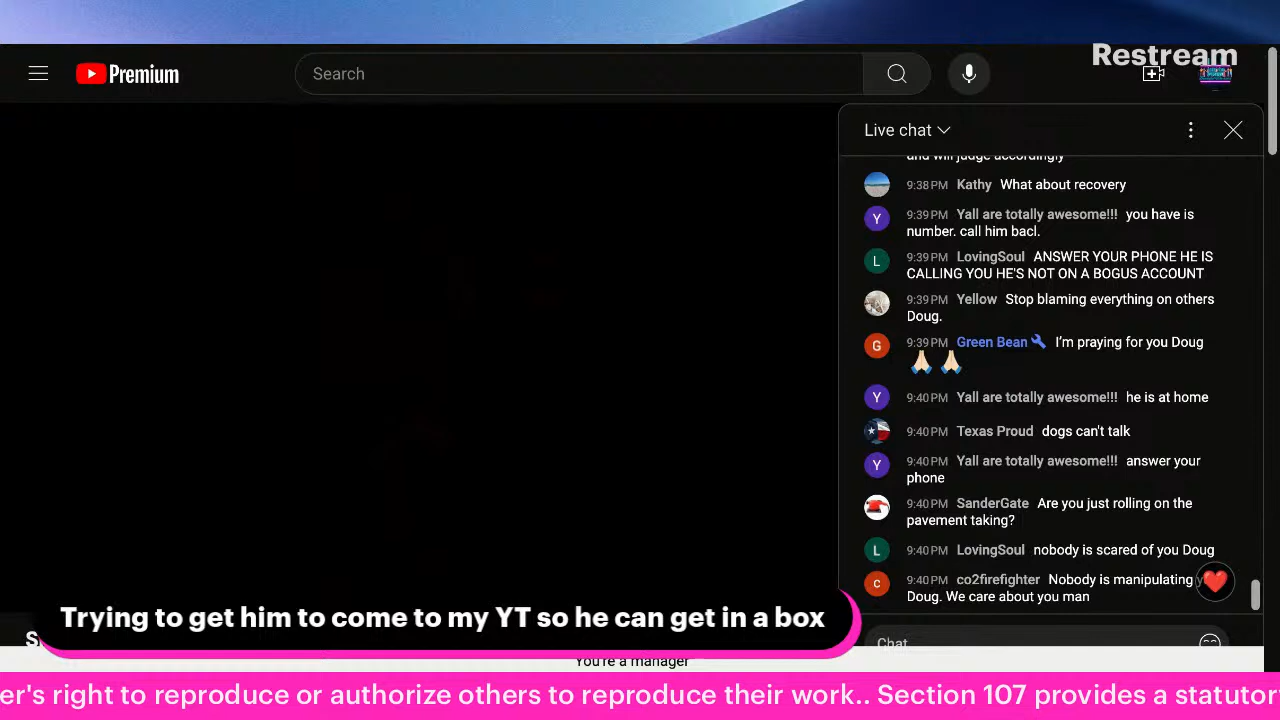 Restream
Premium
Search
Live chat
and will judge accordingly
9:38 PM Kathy What about recovery
Y
9:39 PM Yall are totally awesome!!! you have is
number. call him bacl.
L
9:39 PM LovingSoul ANSWER YOUR PHONE HE IS
CALLING YOU HE'S NOT ON A BOGUS ACCOUNT
9:39 PM Yellow Stop blaming everything on others
Doug.
G
9:39 PM Green Bean I'm praying for you Doug
🙏🏻 🙏🏻
Y
9:40 PM Yall are totally awesome!!! he is at home
9:40 PM Texas Proud dogs can't talk
Y
9:40 PM Yall are totally awesome!!! answer your
phone
9:40 PM SanderGate Are you just rolling on the
pavement taking?
L
9:40 PM LovingSoul nobody is scared of you Doug
c
9:40 PM co2firefighter Nobody is manipulating
Doug. We care about you man
Trying to get him to come to my YT so he can get in a box
Chat
You're a manager
er's right to reproduce or authorize others to reproduce their work.. Section 107 provides a statutor